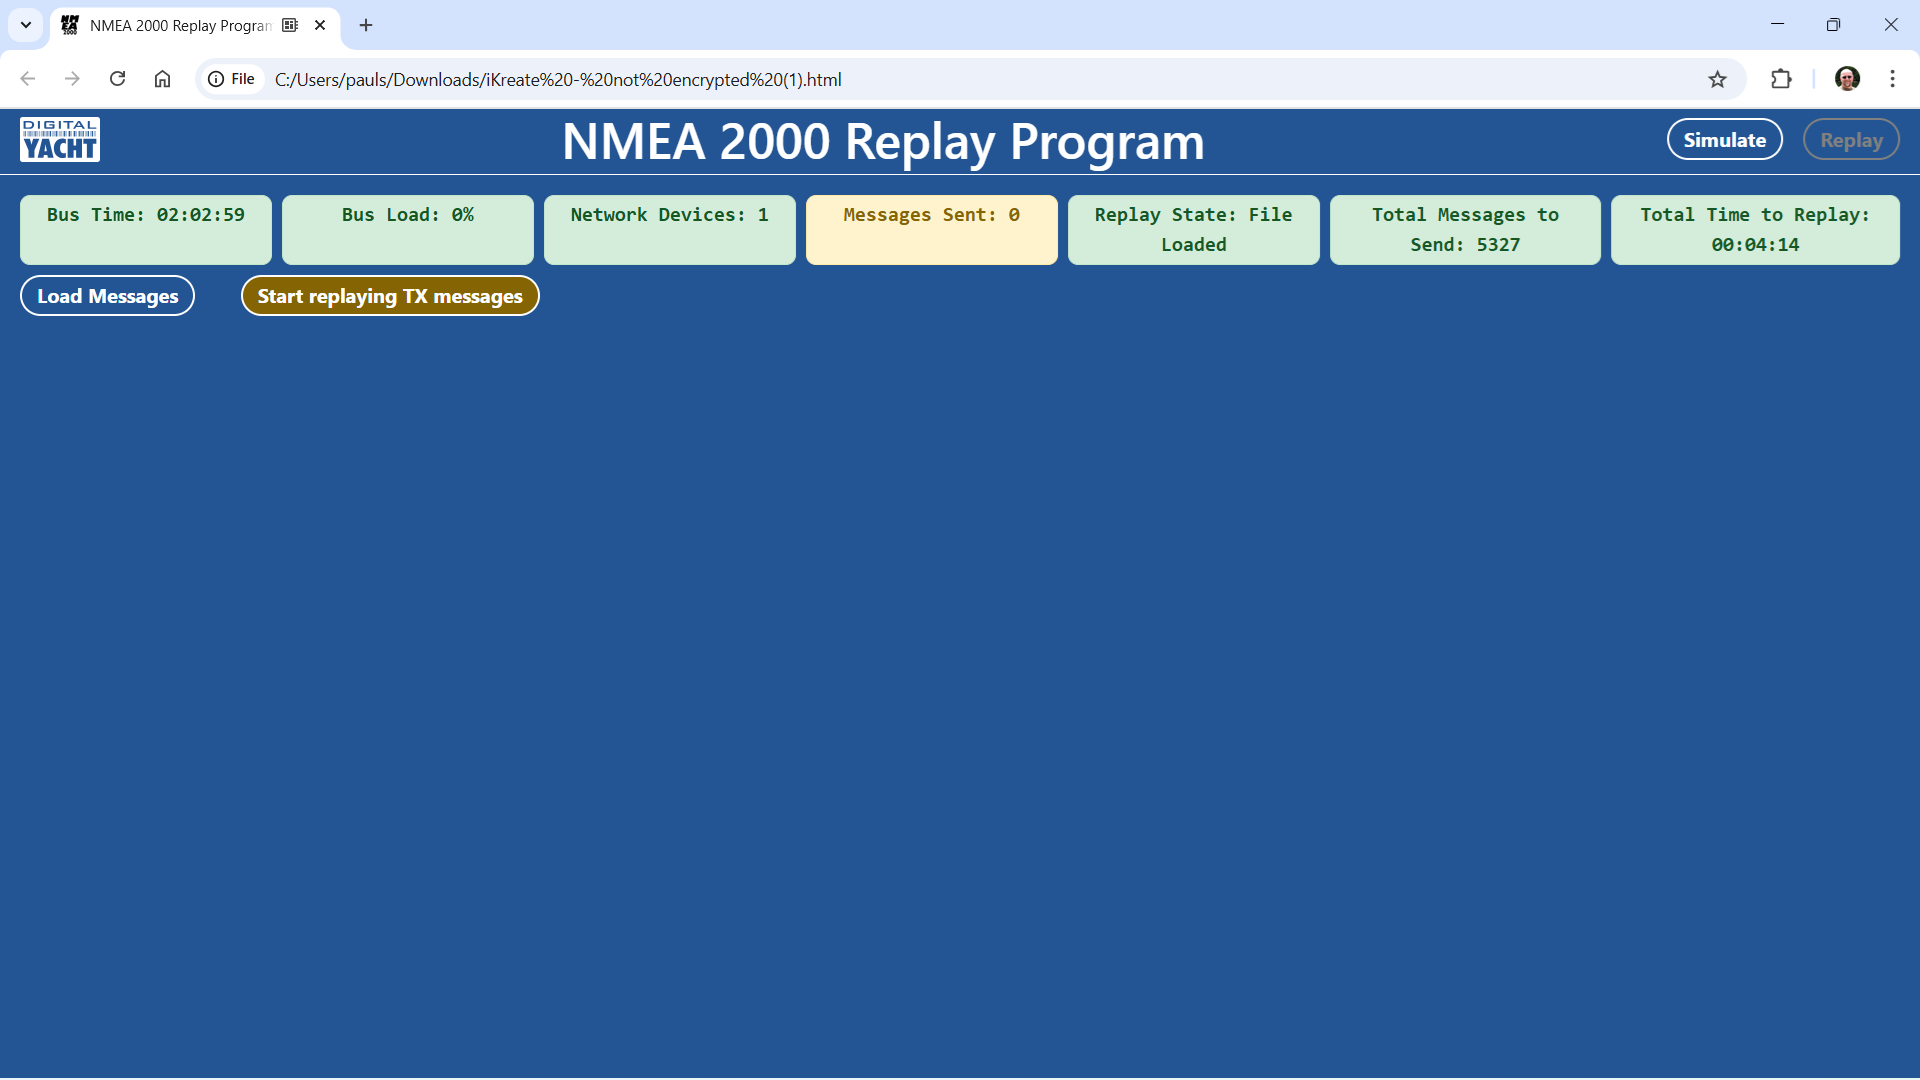 NMEA 2000 Replay Program
File
C:/Users/pauls/Downloads/iKreate%20-%20not%20encrypted%20(1).html
DIGITAL
YACHT
NMEA 2000 Replay Program
Simulate
Replay
Bus Time: 02:02:59
Bus Load: 0%
Network Devices: 1
Messages Sent: 0
Replay State: File
Loaded
Total Messages to
Send: 5327
Total Time to Replay:
00:04:14
Load Messages
Start replaying TX messages